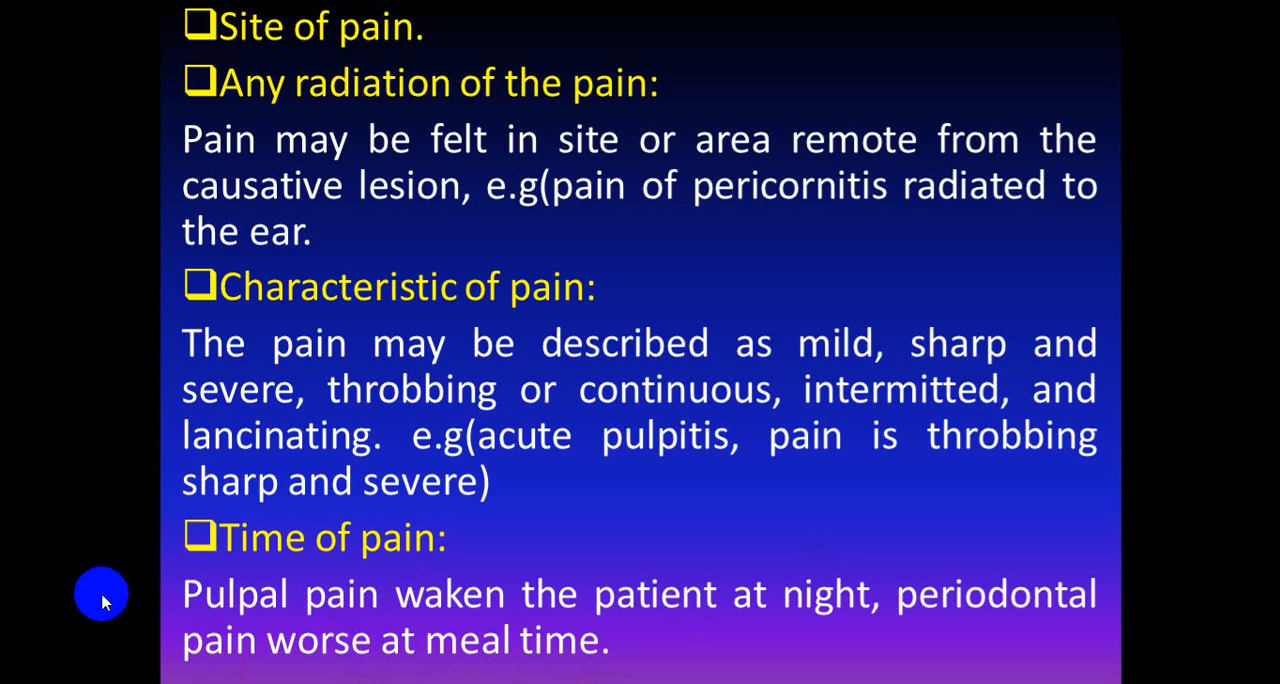 ❑Site of pain.
❑Any radiation of the pain:
Pain may be felt in site or area remote from the
causative lesion, e.g(pain of pericornitis radiated to
the ear.
❑Characteristic of pain:
The pain may be described as mild, sharp and
severe, throbbing or continuous, intermitted, and
lancinating. e.g(acute pulpitis, pain is throbbing
sharp and severe)
❑Time of pain:
Pulpal pain waken the patient at night, periodontal
pain worse at meal time.